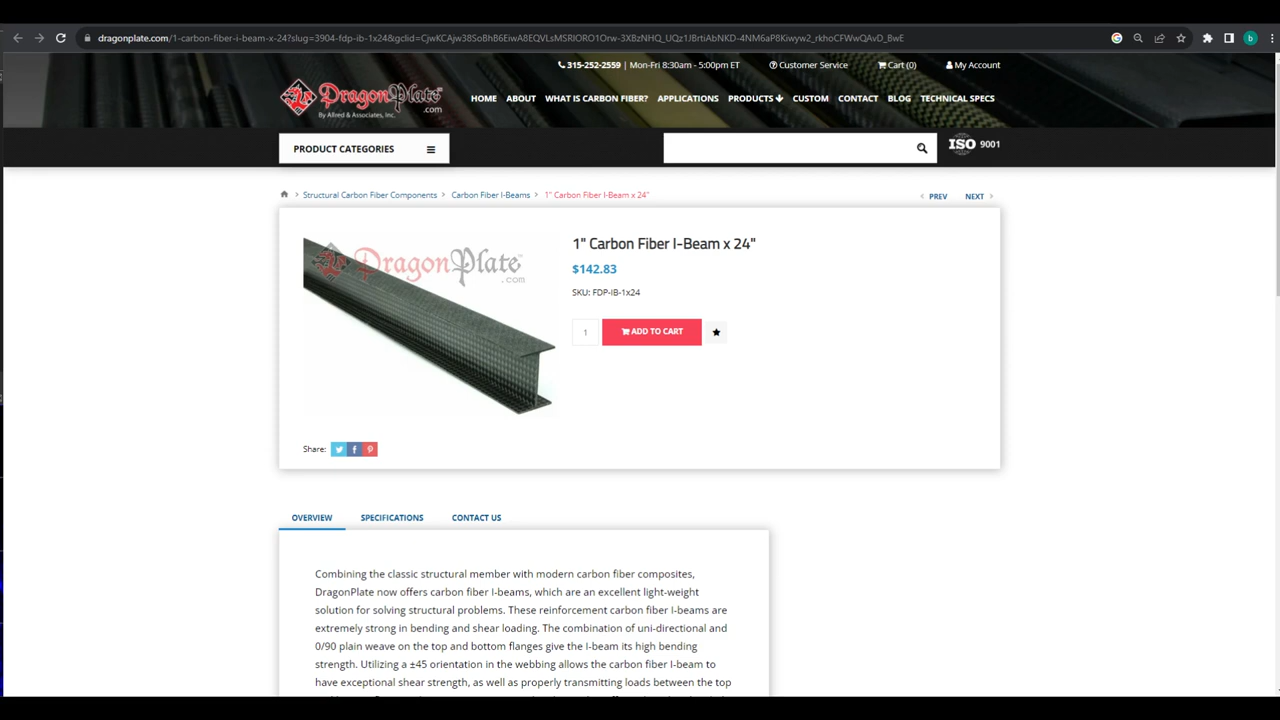 dragonplate.com/1-carbon-fiber-i-beam-x-24?slug=3904-fdp-ib-1x24&gclid=CjwKCAjw38SoBhB6EiwA8EQVLsMSRIORO1Orw-3XBzNHQ_UQz1JBrtiAbNKD-4NM6aP8Kiwyw2_rkhoCFWwQAvD_BwE
b
315-252-2559 | Mon-Fri 8:30am - 5:00pm ET
Customer Service
Cart (0)
My Account
DragonPlate™
.com
By Allred & Associates, Inc.
HOME ABOUT WHAT IS CARBON FIBER? APPLICATIONS PRODUCTS CUSTOM CONTACT BLOG TECHNICAL SPECS
PRODUCT CATEGORIES
ISO 9001
Structural Carbon Fiber Components > Carbon Fiber I-Beams > 1" Carbon Fiber I-Beam x 24"
PREV NEXT
DragonPlate™
.com
1" Carbon Fiber I-Beam x 24"
$142.83
SKU: FDP-IB-1x24
1
ADD TO CART
Share:
OVERVIEW SPECIFICATIONS CONTACT US
Combining the classic structural member with modern carbon fiber composites,
DragonPlate now offers carbon fiber I-beams, which are an excellent light-weight
solution for solving structural problems. These reinforcement carbon fiber I-beams are
extremely strong in bending and shear loading. The combination of uni-directional and
0/90 plain weave on the top and bottom flanges give the I-beam its high bending
strength. Utilizing a ±45 orientation in the webbing allows the carbon fiber I-beam to
have exceptional shear strength, as well as properly transmitting loads between the top